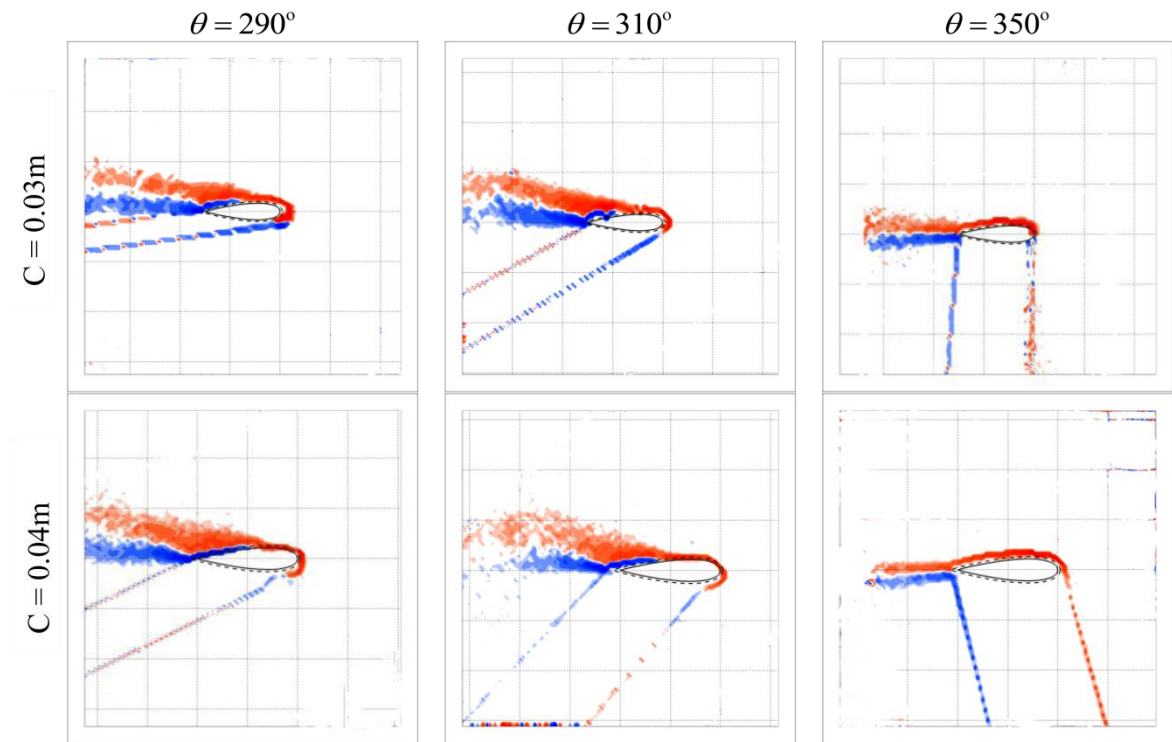 θ = 290°
θ = 310°
θ = 350°
C = 0.03m
C = 0.04m